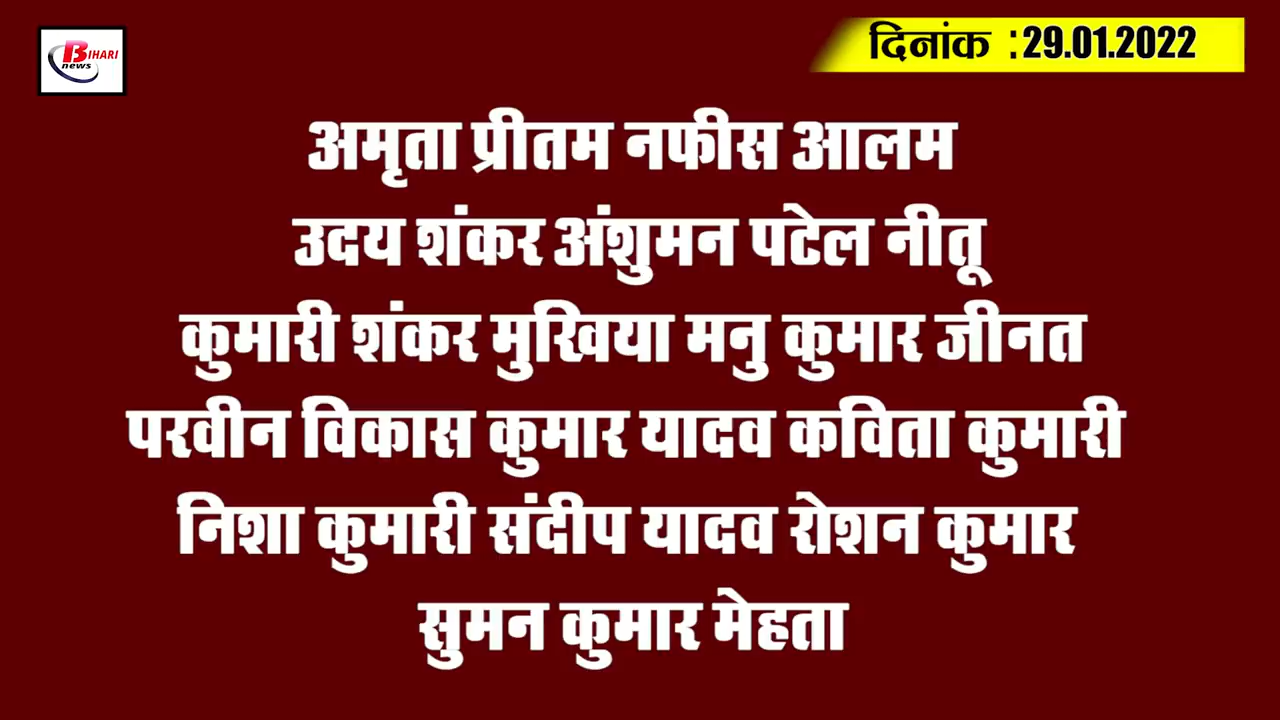 BIHARI
news
दिनांक :29.01.2022
अमृता प्रीतम नफीस आलम
उदय शंकर अंशुमन पटेल नीतू
कुमारी शंकर मुखिया मनु कुमार जीनत
परवीन विकास कुमार यादव कविता कुमारी
निशा कुमारी संदीप यादव रोशन कुमार
सुमन कुमार मेहता